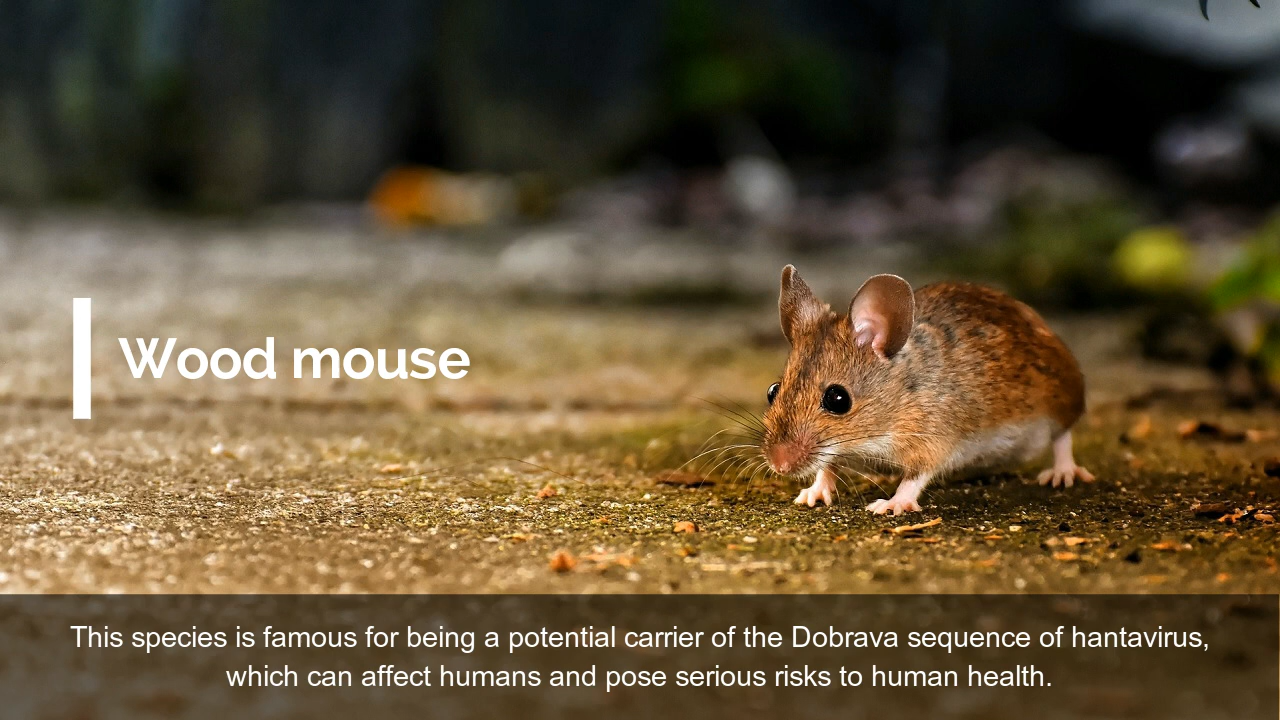 Wood mouse
This species is famous for being a potential carrier of the Dobrava sequence of hantavirus,
which can affect humans and pose serious risks to human health.